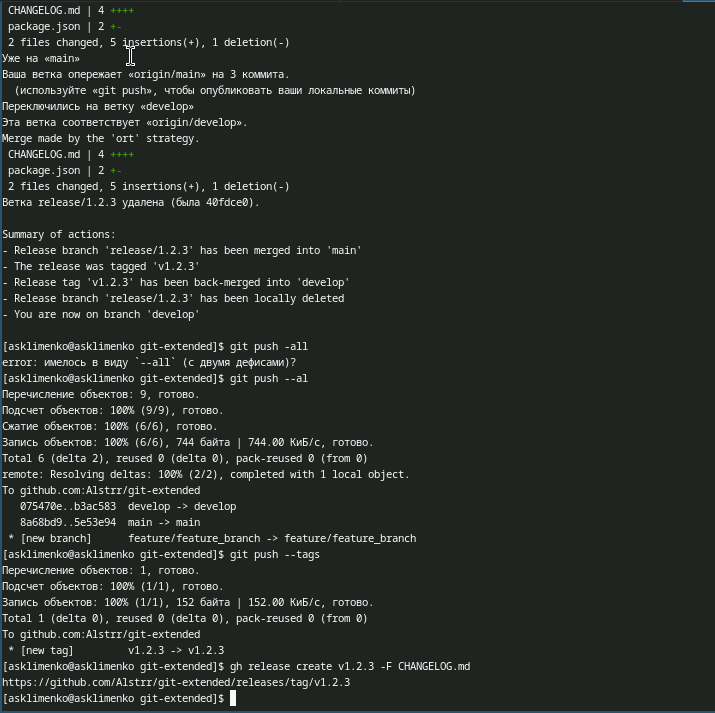 CHANGELOG.md | 4 ++++
package.json | 2 +-
2 files changed, 5 insertions(+), 1 deletion(-)
Уже на «main»
Ваша ветка опережает «origin/main» на 3 коммита.
(используйте «git push», чтобы опубликовать ваши локальные коммиты)
Переключились на ветку «develop»
Эта ветка соответствует «origin/develop».
Merge made by the 'ort' strategy.
CHANGELOG.md | 4 ++++
package.json | 2 +-
2 files changed, 5 insertions(+), 1 deletion(-)
Ветка release/1.2.3 удалена (была 40fdce0).

Summary of actions:
- Release branch 'release/1.2.3' has been merged into 'main'
- The release was tagged 'v1.2.3'
- Release tag 'v1.2.3' has been back-merged into 'develop'
- Release branch 'release/1.2.3' has been locally deleted
- You are now on branch 'develop'

[asklimenko@asklimenko git-extended]$ git push -all
error: имелось в виду `--all` (с двумя дефисами)?
[asklimenko@asklimenko git-extended]$ git push --al
Перечисление объектов: 9, готово.
Подсчет объектов: 100% (9/9), готово.
Сжатие объектов: 100% (6/6), готово.
Запись объектов: 100% (6/6), 744 байта | 744.00 КиБ/с, готово.
Total 6 (delta 2), reused 0 (delta 0), pack-reused 0 (from 0)
remote: Resolving deltas: 100% (2/2), completed with 1 local object.
To github.com:Alstrr/git-extended
075470e..b3ac583  develop -> develop
8a68bd9..5e53e94  main -> main
* [new branch]      feature/feature_branch -> feature/feature_branch
[asklimenko@asklimenko git-extended]$ git push --tags
Перечисление объектов: 1, готово.
Подсчет объектов: 100% (1/1), готово.
Запись объектов: 100% (1/1), 152 байта | 152.00 КиБ/с, готово.
Total 1 (delta 0), reused 0 (delta 0), pack-reused 0 (from 0)
To github.com:Alstrr/git-extended
* [new tag]         v1.2.3 -> v1.2.3
[asklimenko@asklimenko git-extended]$ gh release create v1.2.3 -F CHANGELOG.md
https://github.com/Alstrr/git-extended/releases/tag/v1.2.3
[asklimenko@asklimenko git-extended]$